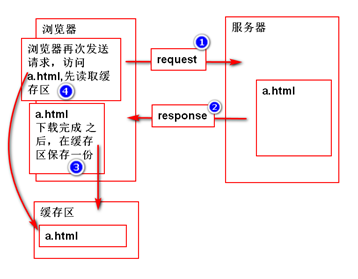 浏览器
浏览器再次发送
请求，访问
a.html,先读取缓
存区
4
a.html
下载完成 之
后，在缓存
区保存一份
3
1
request
2
response
服务器
a.html
缓存区
a.html